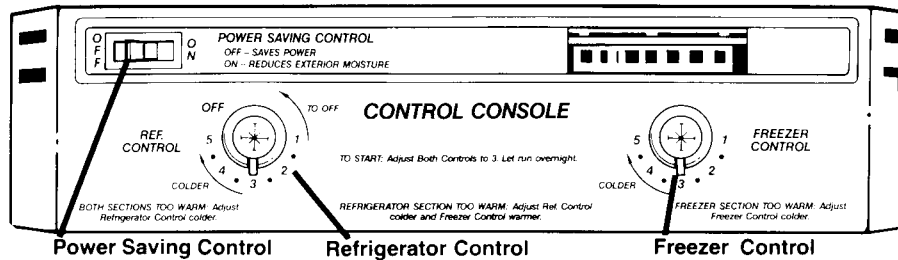 OFF
ON
POWER SAVING CONTROL
OFF – SAVES POWER
ON – REDUCES EXTERIOR MOISTURE
OFF
TO OFF
REF.
CONTROL
5
4
3
2
1
COLDER
BOTH SECTIONS TOO WARM: Adjust
Refrigerator Control colder.
CONTROL CONSOLE
TO START: Adjust Both Controls to 3. Let run overnight.
REFRIGERATOR SECTION TOO WARM: Adjust Ref. Control
colder and Freezer Control warmer.
5
4
3
2
1
COLDER
FREEZER
CONTROL
FREEZER SECTION TOO WARM: Adjust
Freezer Control colder.
Power Saving Control
Refrigerator Control
Freezer Control